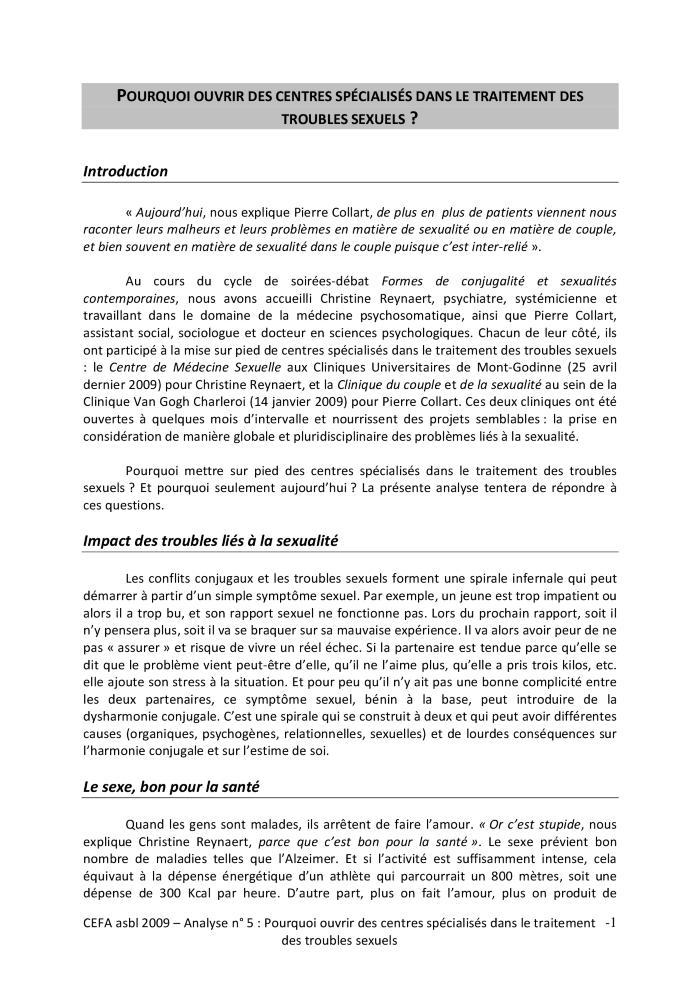 POURQUOI OUVRIR DES CENTRES SPÉCIALISÉS DANS LE TRAITEMENT DES
TROUBLES SEXUELS ?
Introduction
« Aujourd’hui, nous explique Pierre Collart, de plus en plus de patients viennent nous
raconter leurs malheurs et leurs problèmes en matière de sexualité ou en matière de couple,
et bien souvent en matière de sexualité dans le couple puisque c’est inter-relié ».
Au cours du cycle de soirées-débat Formes de conjugalité et sexualités
contemporaines, nous avons accueilli Christine Reynaert, psychiatre, systémicienne et
travaillant dans le domaine de la médecine psychosomatique, ainsi que Pierre Collart,
assistant social, sociologue et docteur en sciences psychologiques. Chacun de leur côté, ils
ont participé à la mise sur pied de centres spécialisés dans le traitement des troubles sexuels
: le Centre de Médecine Sexuelle aux Cliniques Universitaires de Mont-Godinne (25 avril
dernier 2009) pour Christine Reynaert, et la Clinique du couple et de la sexualité au sein de la
Clinique Van Gogh Charleroi (14 janvier 2009) pour Pierre Collart. Ces deux cliniques ont été
ouvertes à quelques mois d’intervalle et nourrissent des projets semblables : la prise en
considération de manière globale et pluridisciplinaire des problèmes liés à la sexualité.
Pourquoi mettre sur pied des centres spécialisés dans le traitement des troubles
sexuels ? Et pourquoi seulement aujourd’hui ? La présente analyse tentera de répondre à
ces questions.
Impact des troubles liés à la sexualité
Les conflits conjugaux et les troubles sexuels forment une spirale infernale qui peut
démarrer à partir d’un simple symptôme sexuel. Par exemple, un jeune est trop impatient ou
alors il a trop bu, et son rapport sexuel ne fonctionne pas. Lors du prochain rapport, soit il
n’y pensera plus, soit il va se braquer sur sa mauvaise expérience. Il va alors avoir peur de ne
pas « assurer » et risque de vivre un réel échec. Si la partenaire est tendue parce qu’elle se
dit que le problème vient peut-être d’elle, qu’il ne l’aime plus, qu’elle a pris trois kilos, etc.
elle ajoute son stress à la situation. Et pour peu qu’il n’y ait pas une bonne complicité entre
les deux partenaires, ce symptôme sexuel, bénin à la base, peut introduire de la
dysharmonie conjugale. C’est une spirale qui se construit à deux et qui peut avoir différentes
causes (organiques, psychogènes, relationnelles, sexuelles) et de lourdes conséquences sur
l’harmonie conjugale et sur l’estime de soi.
Le sexe, bon pour la santé
Quand les gens sont malades, ils arrêtent de faire l’amour. « Or c’est stupide, nous
explique Christine Reynaert, parce que c’est bon pour la santé ». Le sexe prévient bon
nombre de maladies telles que l’Alzeimer. Et si l’activité est suffisamment intense, cela
équivaut à la dépense énergétique d’un athlète qui parcourrait un 800 mètres, soit une
dépense de 300 Kcal par heure. D’autre part, plus on fait l’amour, plus on produit de
CEFA asbl 2009 – Analyse n° 5 : Pourquoi ouvrir des centres spécialisés dans le traitement -1
des troubles sexuels